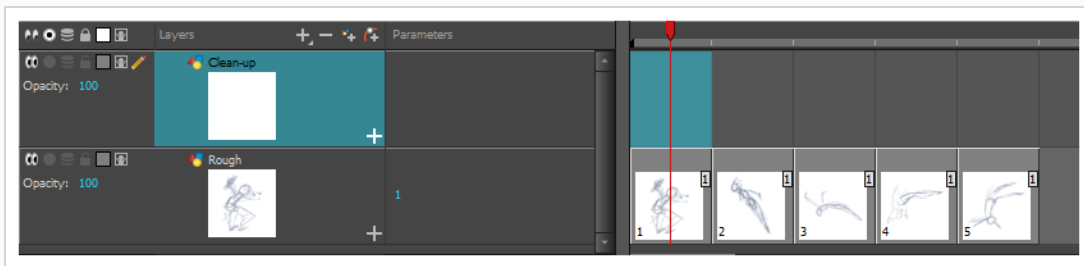 Layers Parameters
Clean-up
Opacity: 100
Rough
Opacity: 100
1
1 1 1 1 1
1 2 3 4 5